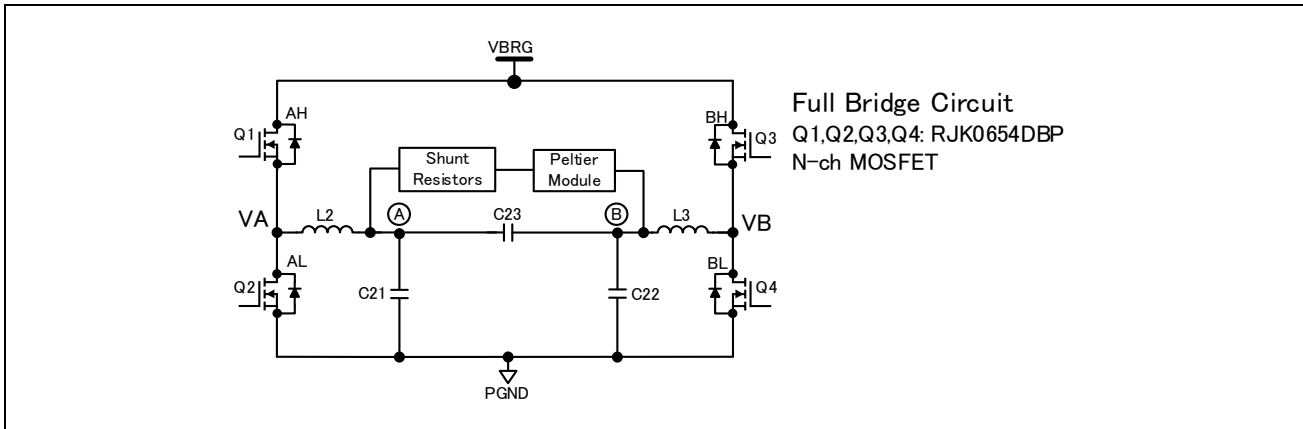 VBRG
AH
Q1
BH
Q3
Full Bridge Circuit
Q1,Q2,Q3,Q4: RJK0654DBP
N-ch MOSFET
Shunt
Resistors
Peltier
Module
VA
L2
A
C23
B
L3
VB
AL
Q2
C21
C22
BL
Q4
PGND